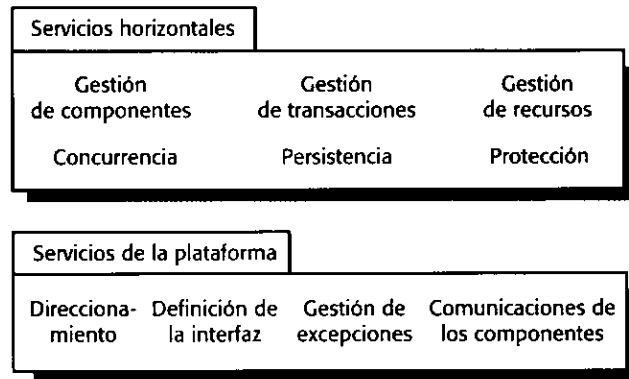 Servicios horizontales
Gestión Gestión Gestión
de componentes de transacciones de recursos
Concurrencia Persistencia Protección
Servicios de la plataforma
Direcciona- Definición de Gestión de Comunicaciones de
miento la interfaz excepciones los componentes